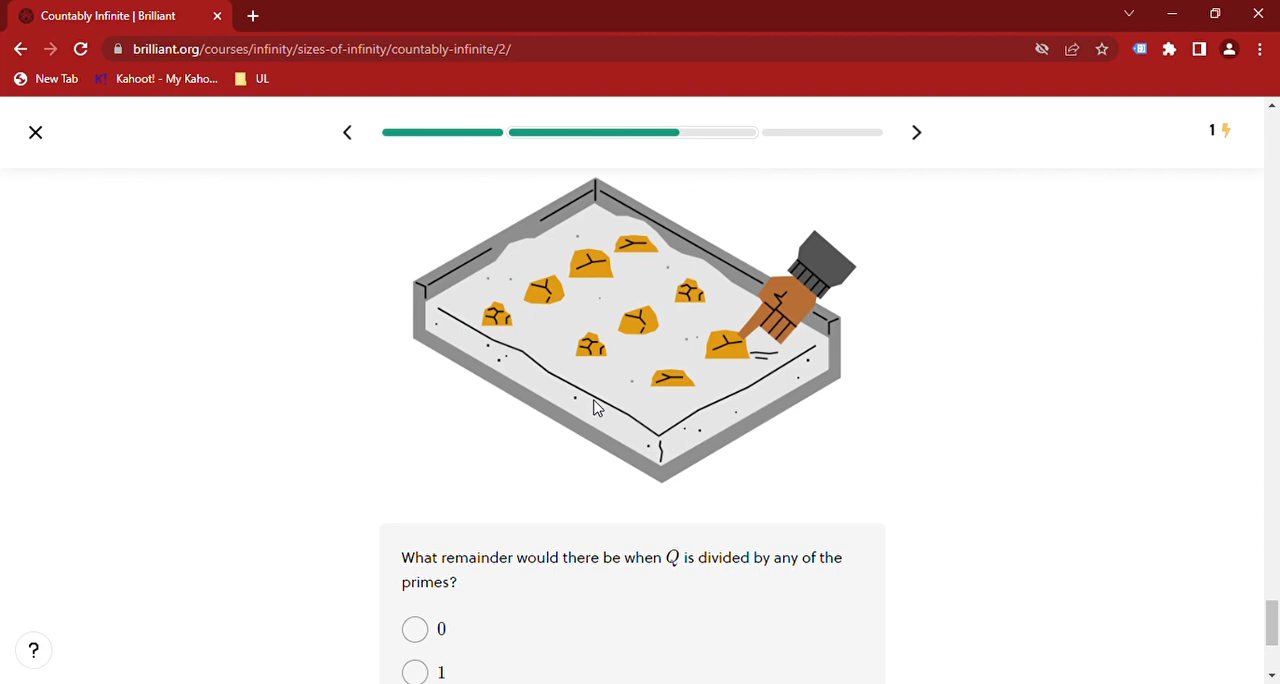 Countably Infinite | Brilliant
brilliant.org/courses/infinity/sizes-of-infinity/countably-infinite/2/
New Tab
Kahoot! - My Kaho...
UL
1
What remainder would there be when Q is divided by any of the
primes?
0
1
?